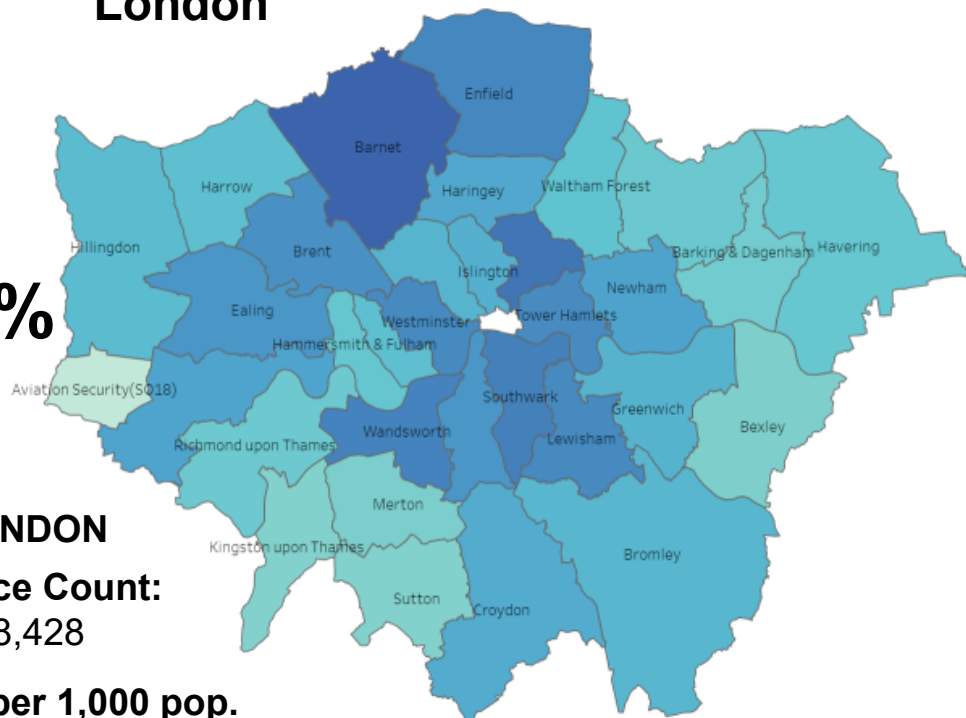 London
Enfield
Barnet
Harrow
Haringey
Waltham Forest
Hillingdon
Brent
Islington
Barking & Dagenham
Havering
Newham
%
Ealing
Westminster
Tower Hamlets
Hammersmith & Fulham
Aviation Security(SO18)
Southwark
Greenwich
Wandsworth
Lewisham
Bexley
Richmond upon Thames
Merton
NDON
Kingston upon Thames
Bromley
ce Count:
Sutton
Croydon
8,428
per 1,000 pop.